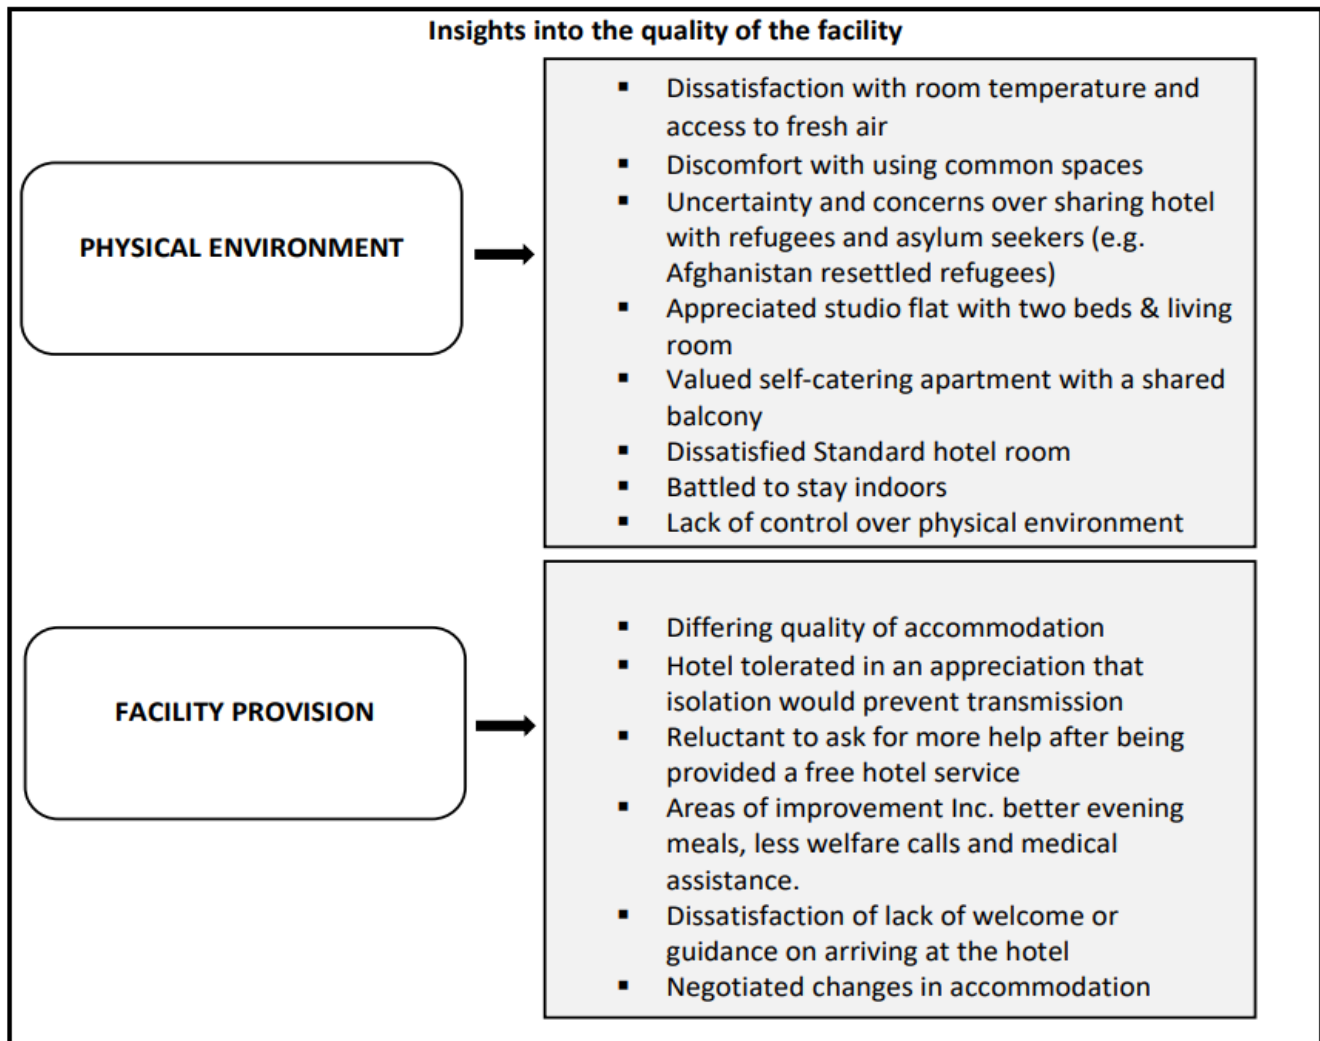 Insights into the quality of the facility
PHYSICAL ENVIRONMENT
▪ Dissatisfaction with room temperature and
access to fresh air
▪ Discomfort with using common spaces
▪ Uncertainty and concerns over sharing hotel
with refugees and asylum seekers (e.g.
Afghanistan resettled refugees)
▪ Appreciated studio flat with two beds & living
room
▪ Valued self-catering apartment with a shared
balcony
▪ Dissatisfied Standard hotel room
▪ Battled to stay indoors
▪ Lack of control over physical environment
FACILITY PROVISION
▪ Differing quality of accommodation
▪ Hotel tolerated in an appreciation that
isolation would prevent transmission
▪ Reluctant to ask for more help after being
provided a free hotel service
▪ Areas of improvement Inc. better evening
meals, less welfare calls and medical
assistance.
▪ Dissatisfaction of lack of welcome or
guidance on arriving at the hotel
▪ Negotiated changes in accommodation